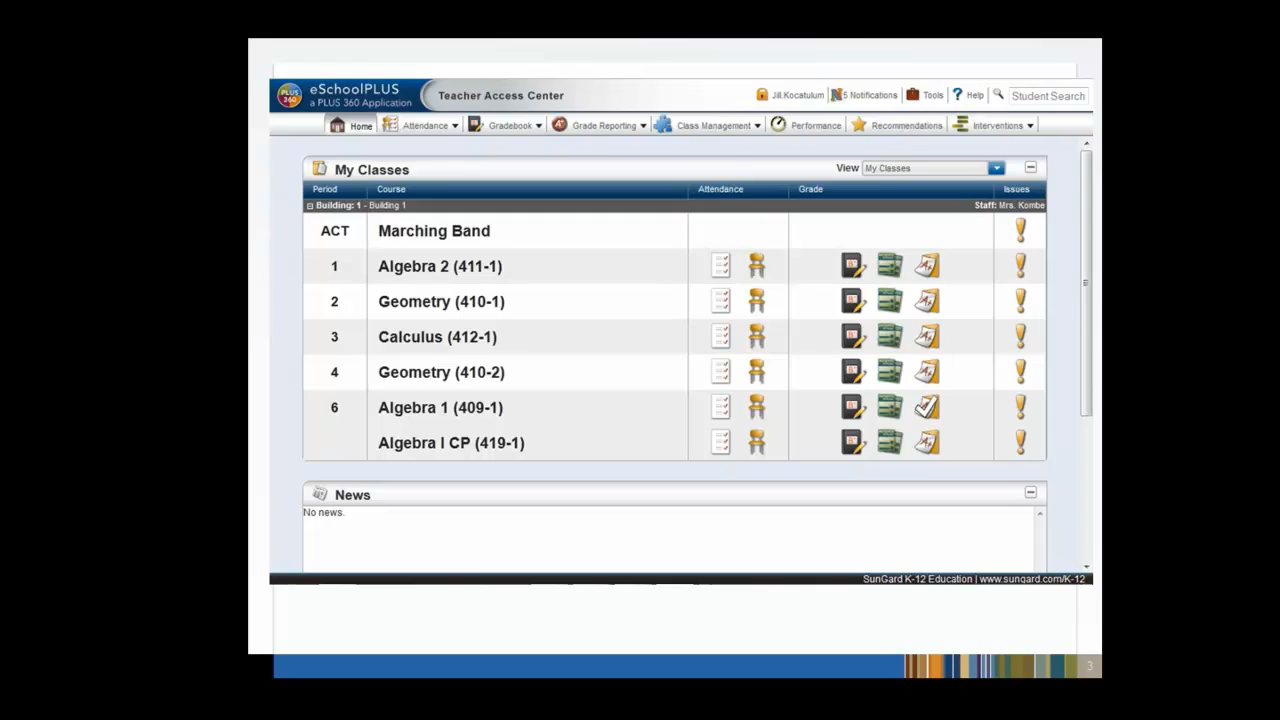 eSchoolPLUS
a PLUS 360 Application
PLUS 360
Teacher Access Center
Jill.Kocatulum
5 Notifications
Tools
Help
Student Search
Home
Attendance
Gradebook
Grade Reporting
Class Management
Performance
Recommendations
Interventions
My Classes
View My Classes
Period Course Attendance Grade Issues
Building: 1 - Building 1 Staff: Mrs. Kombe
ACT Marching Band
1 Algebra 2 (411-1)
2 Geometry (410-1)
3 Calculus (412-1)
4 Geometry (410-2)
6 Algebra 1 (409-1)
Algebra I CP (419-1)
News
No news.
SunGard K-12 Education | www.sungard.com/K-12
3